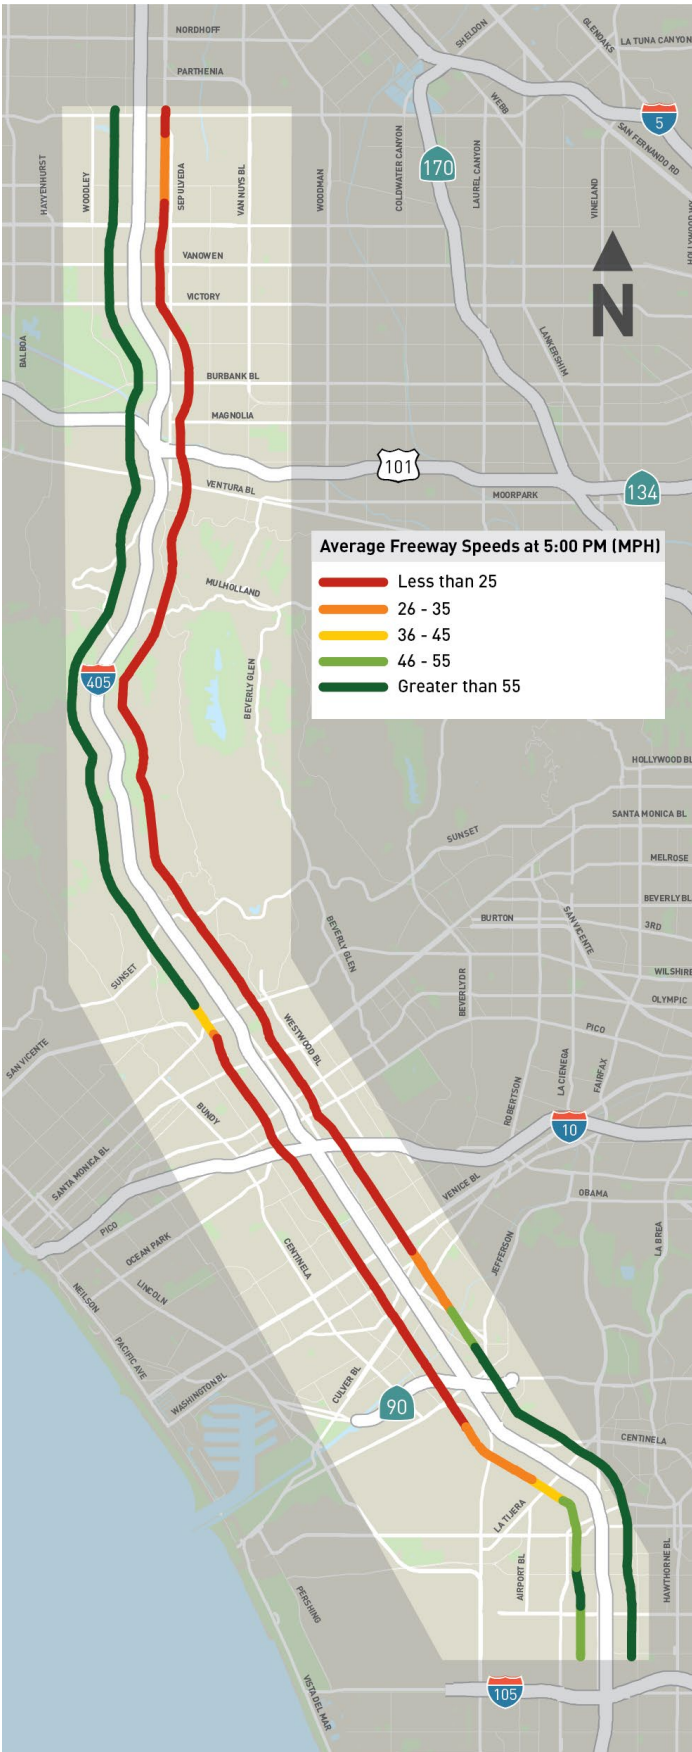 NORDHOFF
SHELDON
GLENOAKS
LA TUNA CANYON
PARTHENIA
WEBB
5
SAN FERNANDO RD
HAYVENHURST
WOODLEY
SEPULVEDA
VAN NUYS BL
WOODMAN
COLDWATER CANYON
170
LAUREL CANYON
VINELAND
VANOWEN
VICTORY
N
BALBOA
LANKERSHIM
BURBANK BL
MAGNOLIA
101
VENTURA BL
MOORPARK
134
Average Freeway Speeds at 5:00 PM (MPH)
Less than 25
26 - 35
36 - 45
46 - 55
Greater than 55
MULHOLLAND
405
BEVERLY GLEN
HOLLYWOOD BL
SANTA MONICA BL
SUNSET
MELROSE
BEVERLY BL
BURTON
SAN VICENTE
3RD
BEVERLY GLEN
SUNSET
BEVERLY DR
WILSHIRE
OLYMPIC
WESTWOOD BL
PICO
SAN VICENTE
LA CIENEGA
FAIRFAX
ROBERTSON
BUNDY
10
SANTA MONICA BL
VENICE BL
OBAMA
PICO
OCEAN PARK
CENTINELA
JEFFERSON
LA BREA
NEILSON
LINCOLN
PACIFIC AVE
WASHINGTON BL
CULVER BL
90
CENTINELA
LA TIJERA
AIRPORT BL
HAWTHORNE BL
PERSHING
VISTA DEL MAR
105